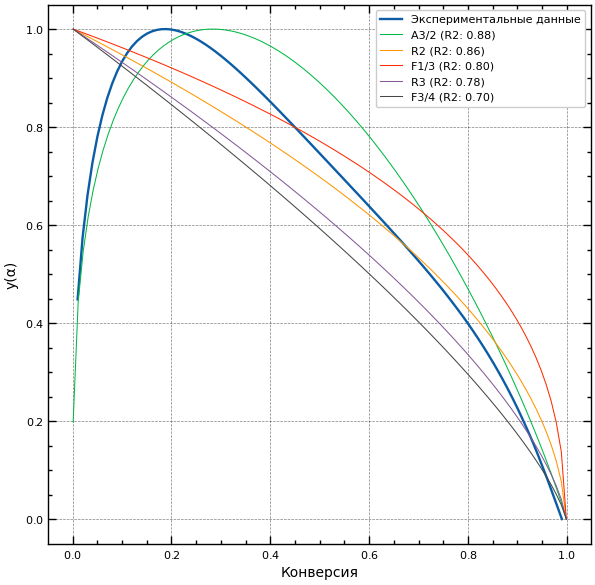 Экспериментальные данные
A3/2 (R2: 0.88)
R2 (R2: 0.86)
F1/3 (R2: 0.80)
R3 (R2: 0.78)
F3/4 (R2: 0.70)
y(α)
1.0
0.8
0.6
0.4
0.2
0.0
0.0 0.2 0.4 0.6 0.8 1.0
Конверсия